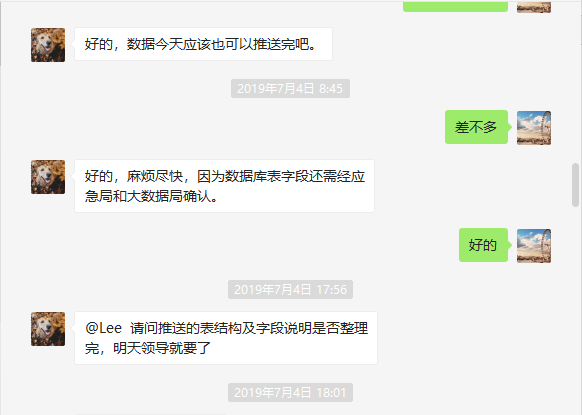 好的，数据今天应该也可以推送完吧。
2019年7月4日 8:45
差不多
好的，麻烦尽快，因为数据库表字段还需经应
急局和大数据局确认。
好的
2019年7月4日 17:56
@Lee 请问推送的表结构及字段说明是否整理
完，明天领导就要了
2019年7月4日 18:01